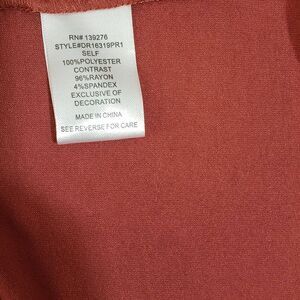 RN# 139276
STYLE#DR16319PR1
SELF
100%POLYESTER
CONTRAST
96%RAYON
4%SPANDEX
EXCLUSIVE OF
DECORATION
MADE IN CHINA
SEE REVERSE FOR CARE